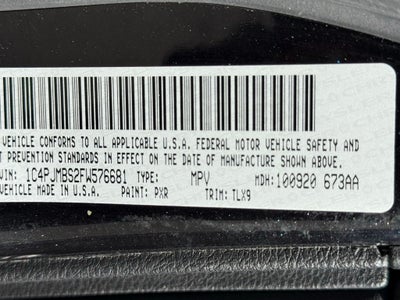 VEHICLE CONFORMS TO ALL APPLICABLE U.S.A. FEDERAL MOTOR VEHICLE SAFETY AND
T PREVENTION STANDARDS IN EFFECT ON THE DATE OF MANUFACTURE SHOWN ABOVE.
VIN: 1C4PJMBS2FW576681 TYPE: MPV MDH: 100920 673AA
VEHICLE MADE IN U.S.A. PAINT: PXR TRIM: TLX9